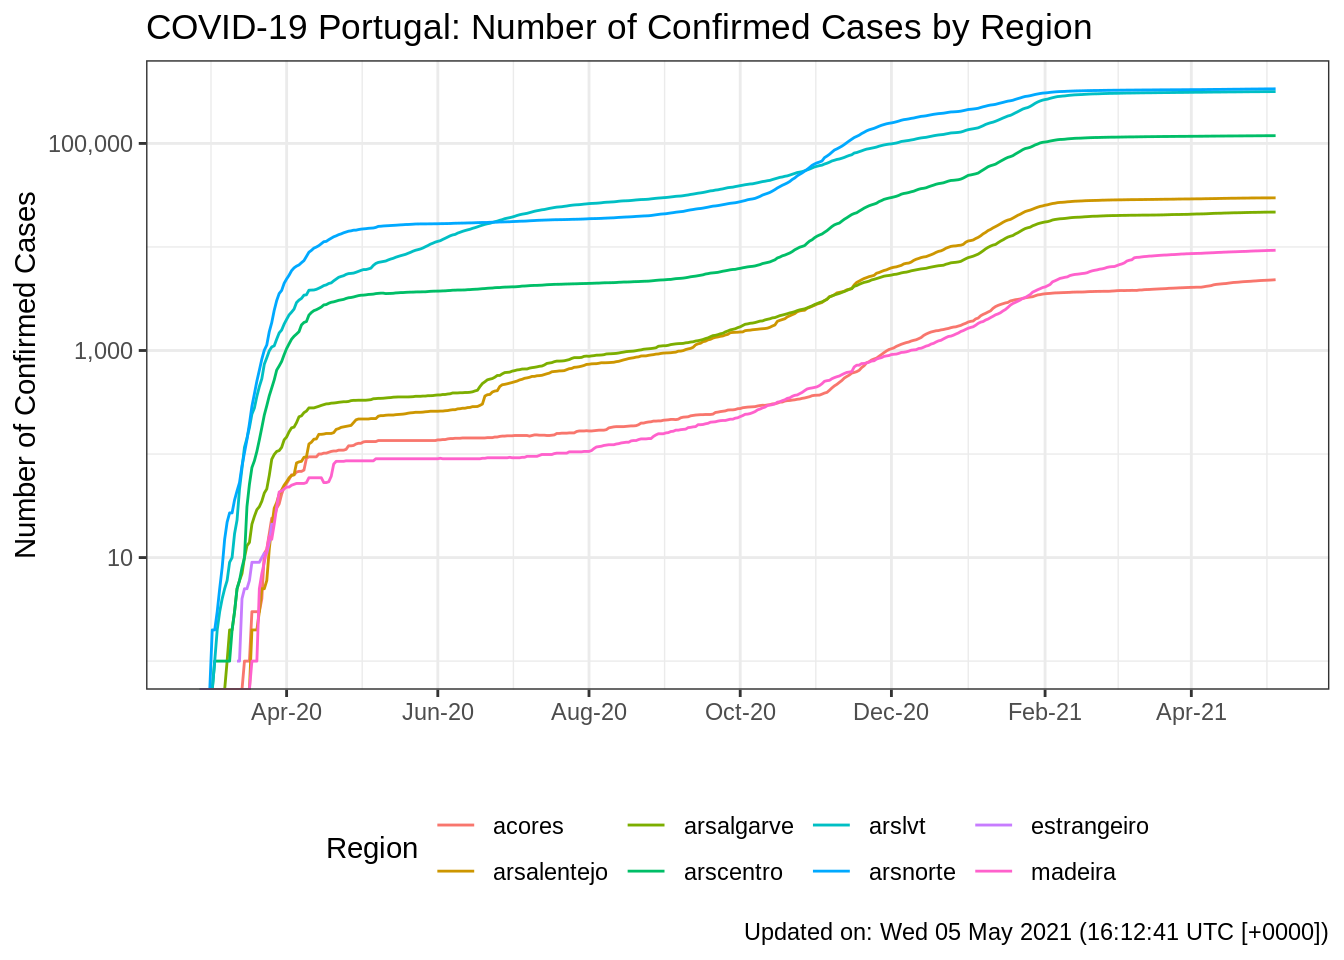 COVID-19 Portugal: Number of Confirmed Cases by Region
Number of Confirmed Cases
100,000
1,000
10
Apr-20 Jun-20 Aug-20 Oct-20 Dec-20 Feb-21 Apr-21
Region
acores arsalgarve arslvt estrangeiro
arsalentejo arscentro arsnorte madeira
Updated on: Wed 05 May 2021 (16:12:41 UTC [+0000])